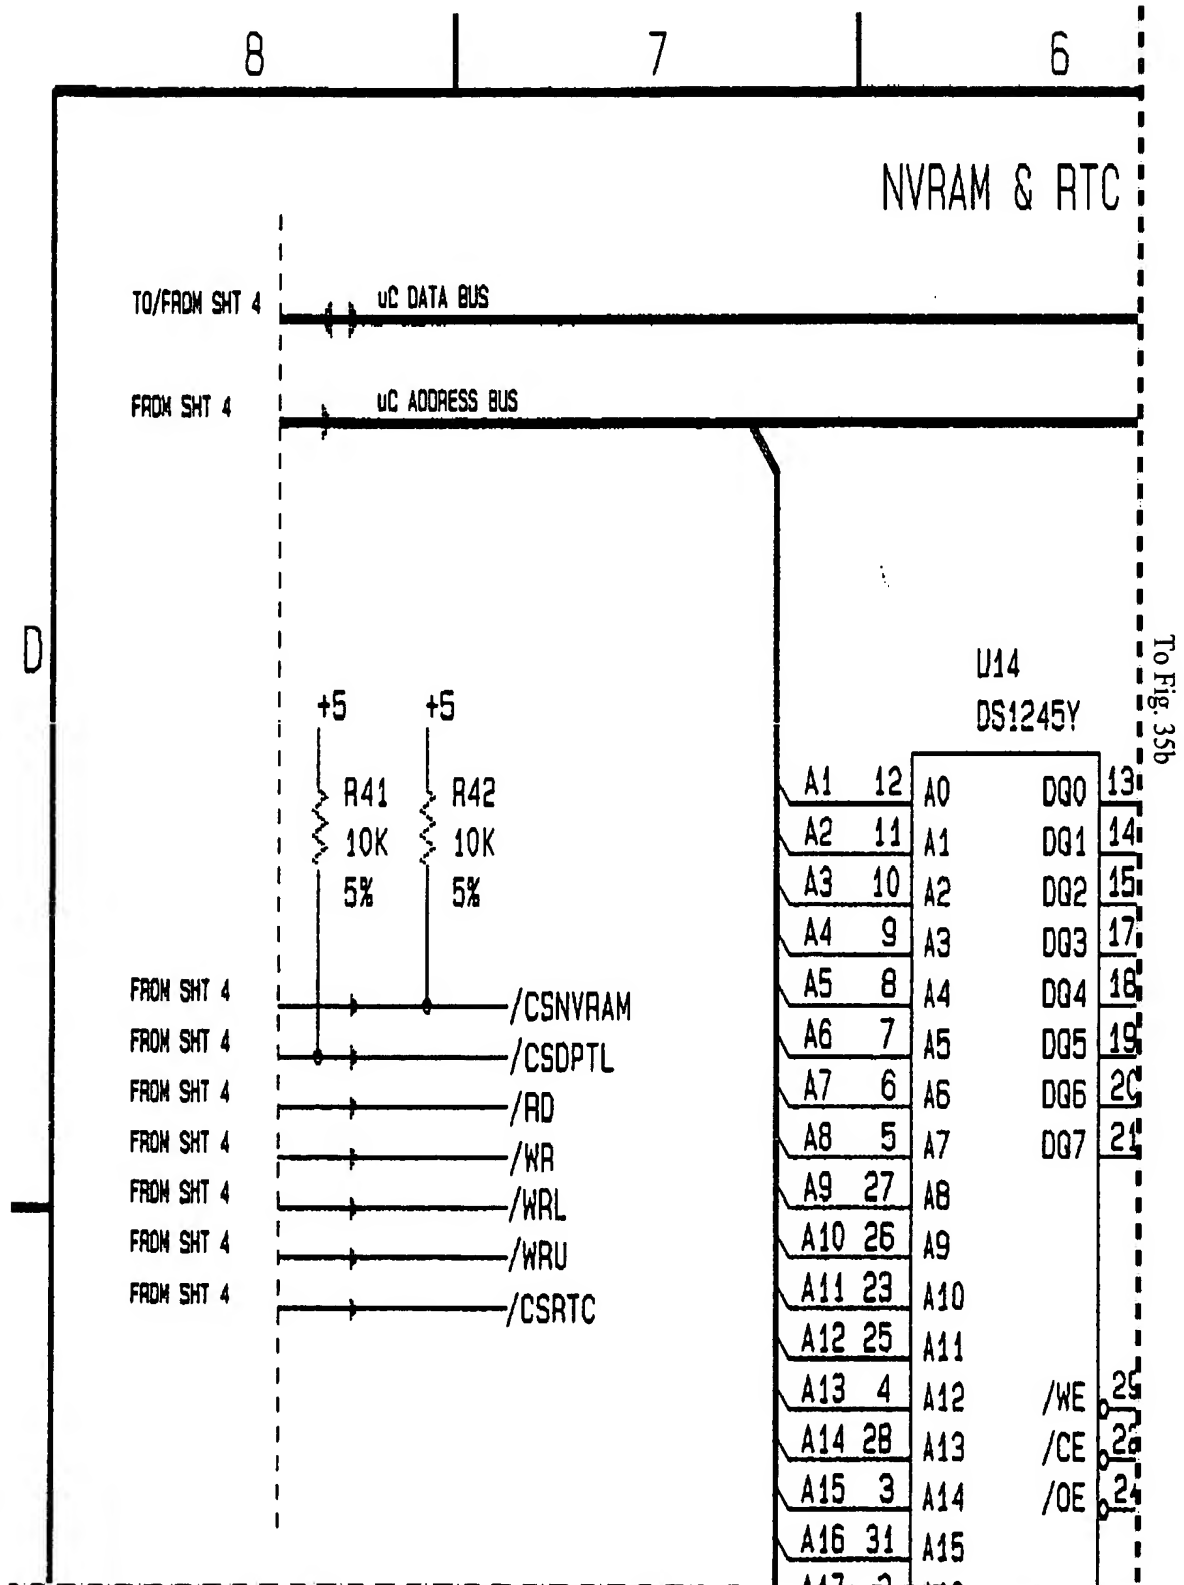 8 7 6
NVRAM & RTC
TO/FROM SHT 4 uC DATA BUS
FROM SHT 4 uC ADDRESS BUS
D
To Fig. 35b
U14
DS1245Y
+5 +5
R41 R42
10K 10K
5% 5%
FROM SHT 4 /CSNVRAM
FROM SHT 4 /CSDPTL
FROM SHT 4 /RD
FROM SHT 4 /WR
FROM SHT 4 /WRL
FROM SHT 4 /WRU
FROM SHT 4 /CSRTC
A1 12 A0 DQ0 13
A2 11 A1 DQ1 14
A3 10 A2 DQ2 15
A4 9 A3 DQ3 17
A5 8 A4 DQ4 18
A6 7 A5 DQ5 19
A7 6 A6 DQ6 20
A8 5 A7 DQ7 21
A9 27 A8
A10 26 A9
A11 23 A10
A12 25 A11
A13 4 A12 /WE
A14 28 A13 /CE
A15 3 A14 /OE
A16 31 A15